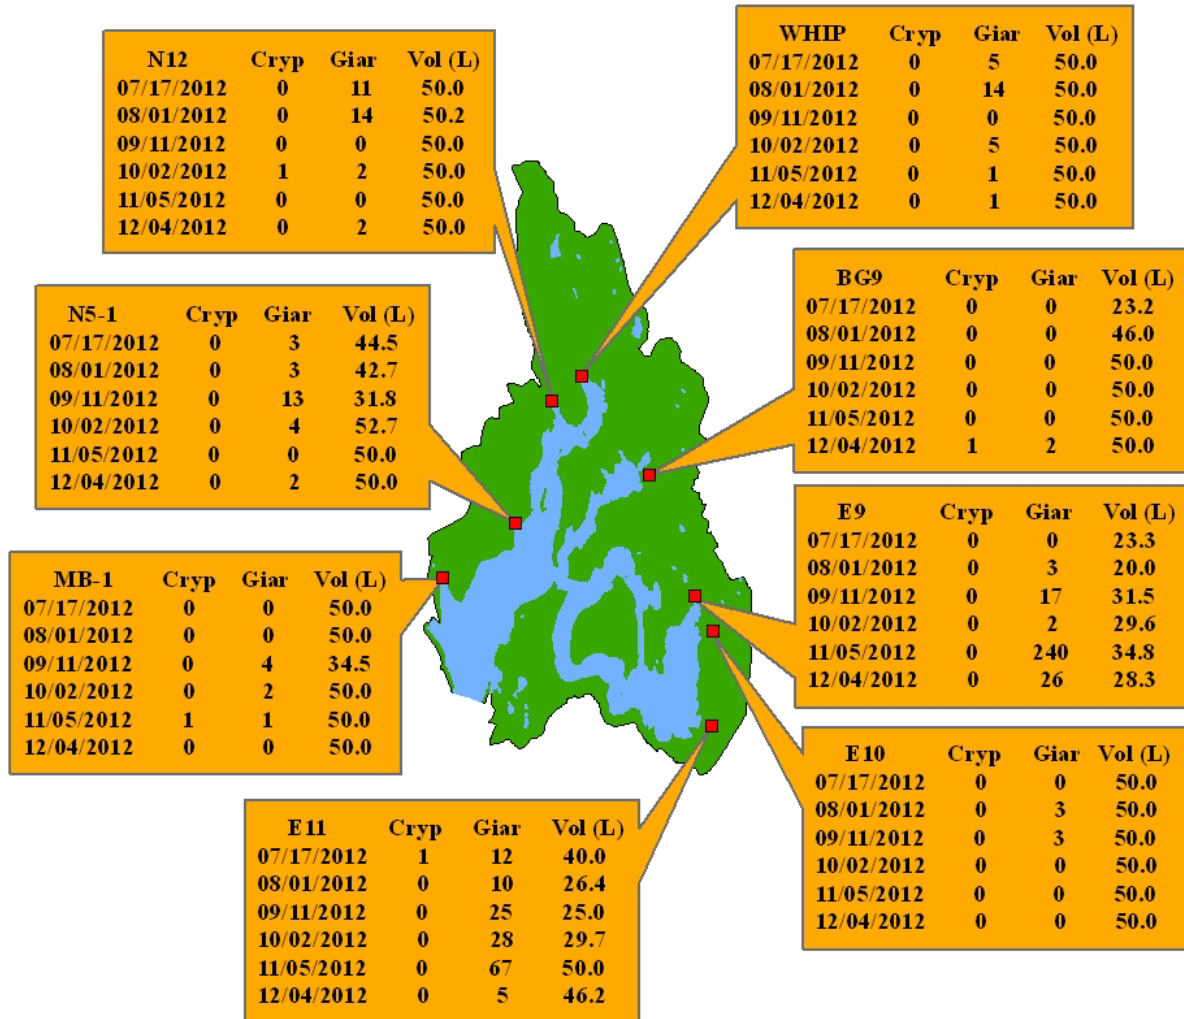 N12 Cryp Giar Vol (L)
07/17/2012 0 11 50.0
08/01/2012 0 14 50.2
09/11/2012 0 0 50.0
10/02/2012 1 2 50.0
11/05/2012 0 0 50.0
12/04/2012 0 2 50.0
WHIP Cryp Giar Vol (L)
07/17/2012 0 5 50.0
08/01/2012 0 14 50.0
09/11/2012 0 0 50.0
10/02/2012 0 5 50.0
11/05/2012 0 1 50.0
12/04/2012 0 1 50.0
N5-1 Cryp Giar Vol (L)
07/17/2012 0 3 44.5
08/01/2012 0 3 42.7
09/11/2012 0 13 31.8
10/02/2012 0 4 52.7
11/05/2012 0 0 50.0
12/04/2012 0 2 50.0
BG9 Cryp Giar Vol (L)
07/17/2012 0 0 23.2
08/01/2012 0 0 46.0
09/11/2012 0 0 50.0
10/02/2012 0 0 50.0
11/05/2012 0 0 50.0
12/04/2012 1 2 50.0
MB-1 Cryp Giar Vol (L)
07/17/2012 0 0 50.0
08/01/2012 0 0 50.0
09/11/2012 0 4 34.5
10/02/2012 0 2 50.0
11/05/2012 1 1 50.0
12/04/2012 0 0 50.0
E9 Cryp Giar Vol (L)
07/17/2012 0 0 23.3
08/01/2012 0 3 20.0
09/11/2012 0 17 31.5
10/02/2012 0 2 29.6
11/05/2012 0 240 34.8
12/04/2012 0 26 28.3
E10 Cryp Giar Vol (L)
07/17/2012 0 0 50.0
08/01/2012 0 3 50.0
09/11/2012 0 3 50.0
10/02/2012 0 0 50.0
11/05/2012 0 0 50.0
12/04/2012 0 0 50.0
E11 Cryp Giar Vol (L)
07/17/2012 1 12 40.0
08/01/2012 0 10 26.4
09/11/2012 0 25 25.0
10/02/2012 0 28 29.7
11/05/2012 0 67 50.0
12/04/2012 0 5 46.2